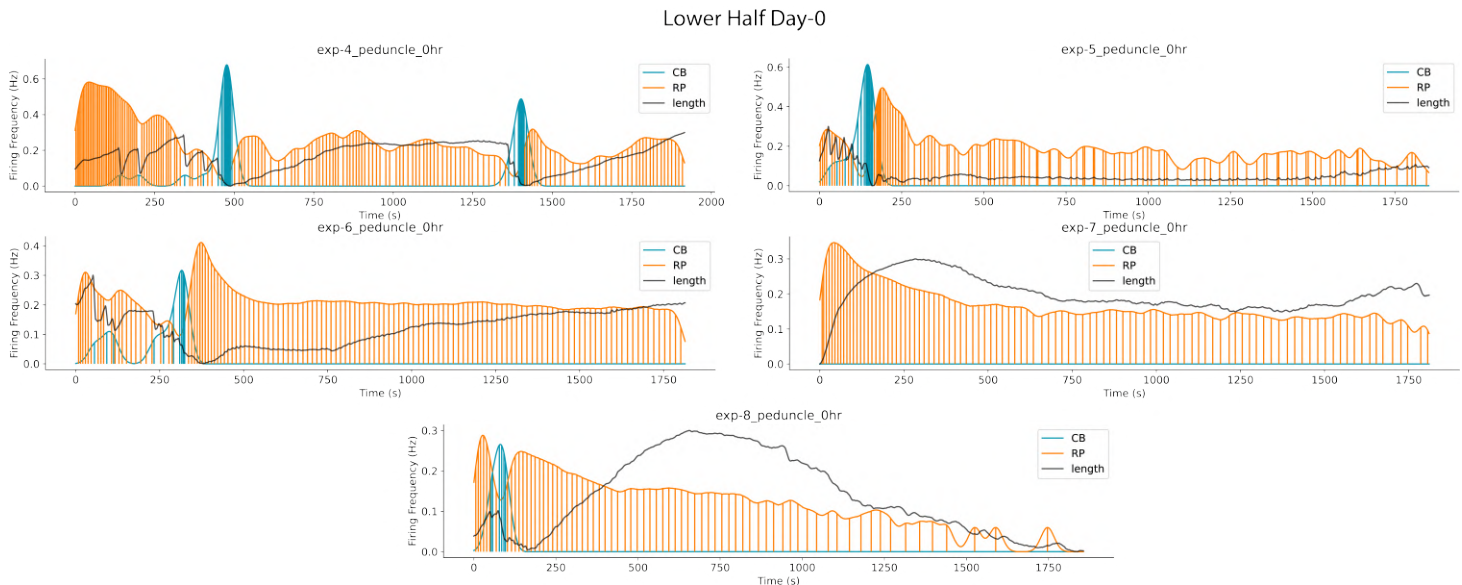 Lower Half Day-0
exp-4_peduncle_0hr
Firing Frequency (Hz)
0.6
0.4
0.2
0.0
CB
RP
length
0 250 500 750 1000 1250 1500 1750 2000
Time (s)
exp-5_peduncle_0hr
Firing Frequency (Hz)
0.6
0.4
0.2
0.0
CB
RP
length
0 250 500 750 1000 1250 1500 1750
Time (s)
exp-6_peduncle_0hr
Firing Frequency (Hz)
0.4
0.3
0.2
0.1
0.0
CB
RP
length
0 250 500 750 1000 1250 1500 1750
Time (s)
exp-7_peduncle_0hr
Firing Frequency (Hz)
0.3
0.2
0.1
0.0
CB
RP
length
0 250 500 750 1000 1250 1500 1750
Time (s)
exp-8_peduncle_0hr
Firing Frequency (Hz)
0.3
0.2
0.1
0.0
CB
RP
length
0 250 500 750 1000 1250 1500 1750
Time (s)